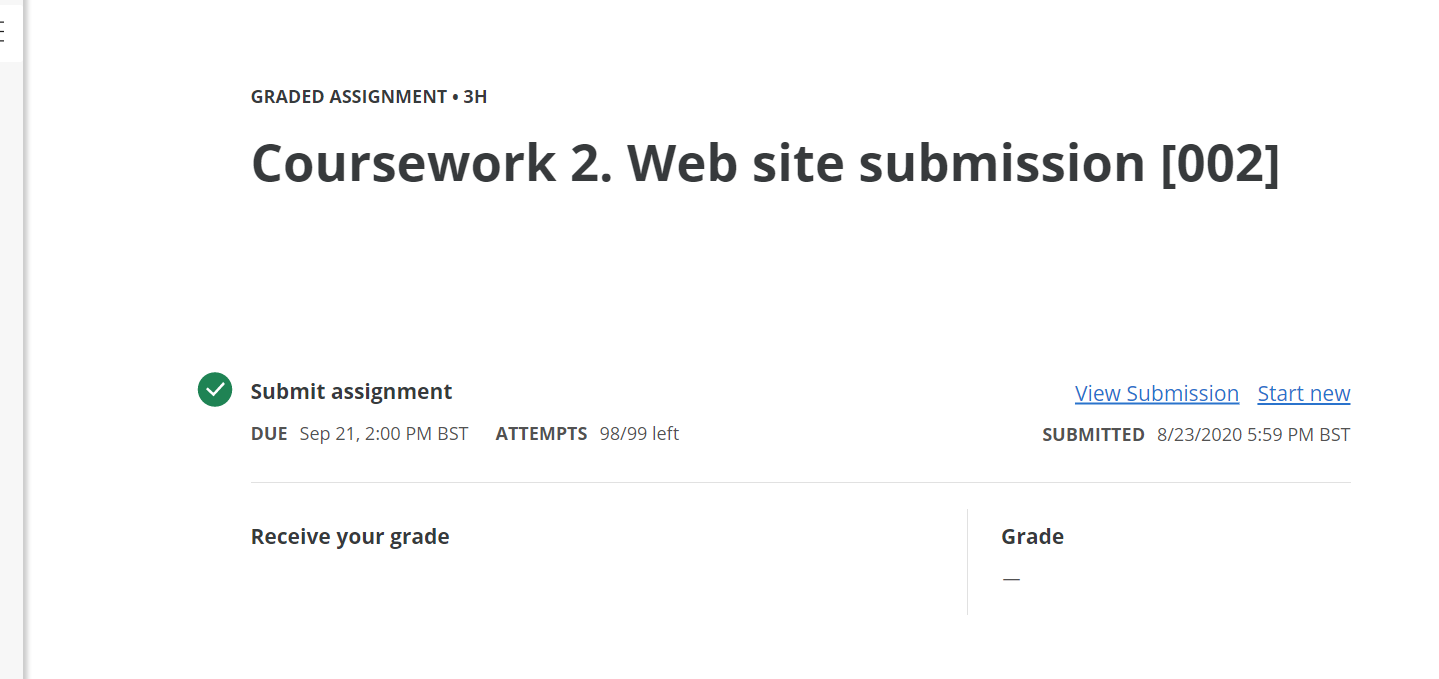 GRADED ASSIGNMENT • 3H
Coursework 2. Web site submission [002]
Submit assignment
View Submission Start new
DUE Sep 21, 2:00 PM BST ATTEMPTS 98/99 left
SUBMITTED 8/23/2020 5:59 PM BST
Receive your grade
Grade
—